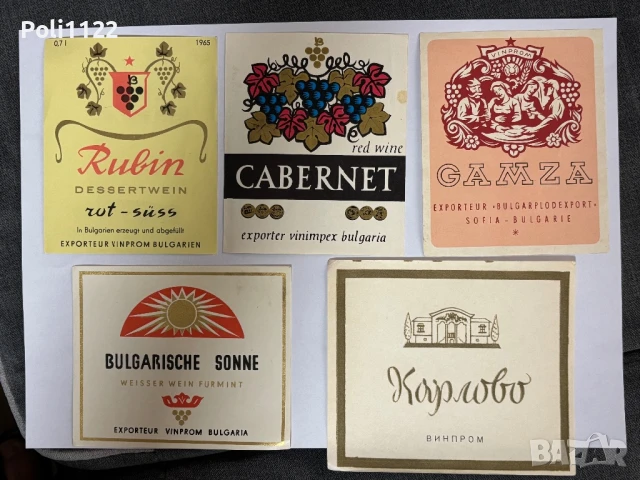 Poli1122
0,7 l 1965
Rubin
DESSERTWEIN
rot - süss
In Bulgarien erzeugt und abgefüllt
EXPORTEUR VINPROM BULGARIEN
red wine
CABERNET
exporter vinimpex bulgaria
VINPROM
GAMZA
EXPORTEUR • BULGARPLODEXPORT •
SOFIA - BULGARIE
BULGARISCHE SONNE
WEISSER WEIN FURMINT
EXPORTEUR VINPROM BULGARIA
Карлово
ВИНПРОМ
BAZAR